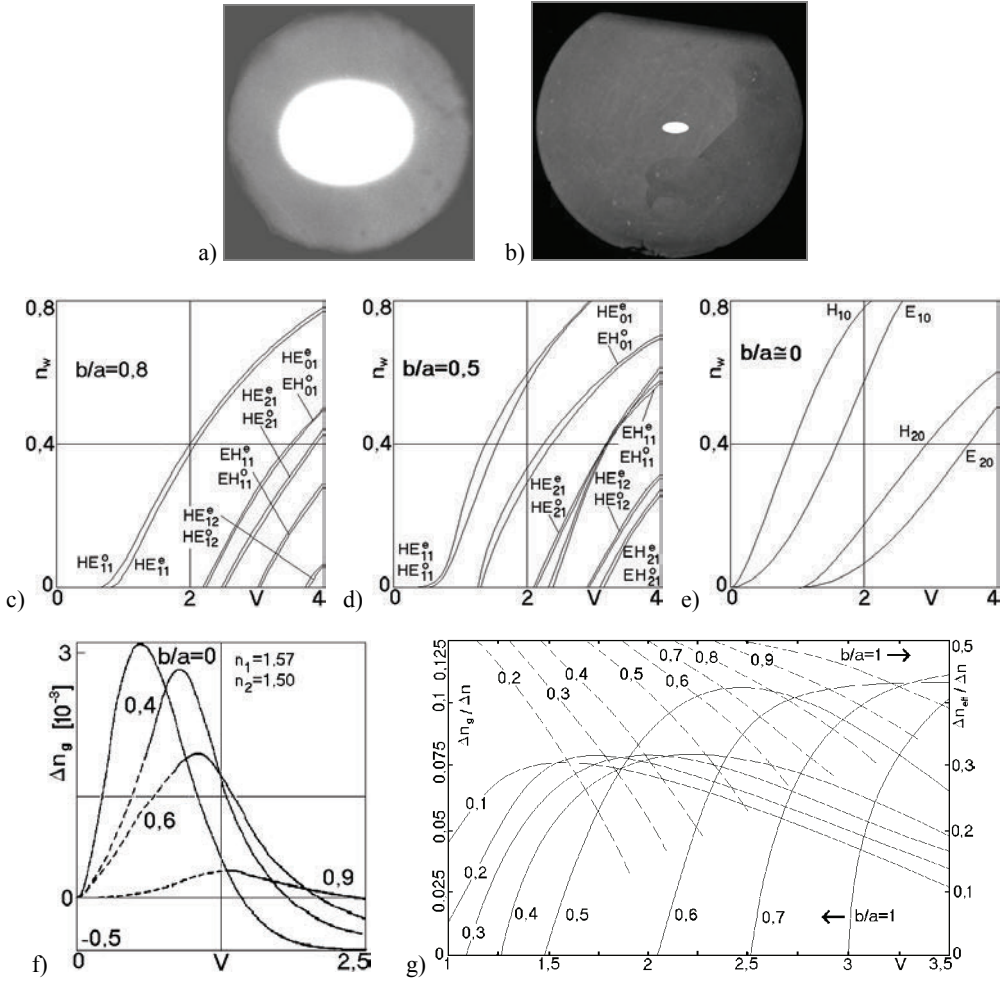 a)
b)
0,8
n_w
b/a=0,8
HE^e_01
EH^o_01
HE^e_21
HE^o_21
0,4
EH^e_11
EH^o_11
HE^e_12
HE^o_12
HE^o_11
HE^e_11
0
c)
0
2
V
4
0,8
n_w
b/a=0,5
HE^e_01
EH^o_01
0,4
EH^e_11
EH^o_11
HE^e_21
HE^o_21
HE^e_12
HE^o_12
HE^e_11
HE^o_11
EH^e_21
EH^o_21
0
d)
0
2
V
4
0,8
n_w
H_10
E_10
b/a≅0
0,4
H_20
E_20
0
e)
0
2
V
4
3
b/a=0
n_1=1.57
n_2=1.50
0,4
Δn_g [10^-3]
0,6
0,9
0
-0,5
f)
0
V
2,5
0.125
0.5
0,2
0,3
0,4
0,5
0,7
0,6
0,8
0,9
b/a=1 →
Δn_g / Δn
Δn_eff / Δn
0.1
0.4
0.075
0.3
0,1
0.05
0.2
0,2
0.025
0.1
0,3
0,4
0,5
0,6
0,7
← b/a=1
0
0
g)
1
1,5
2
2,5
3
V
3,5